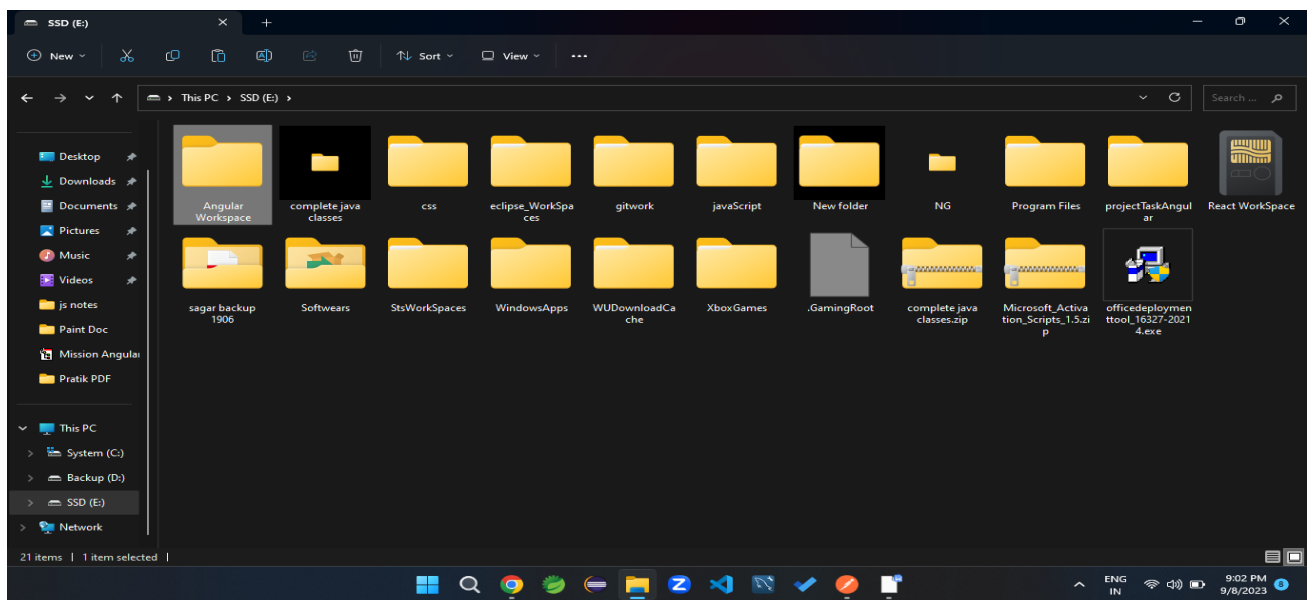 SSD (E:)
New
Sort
View
This PC > SSD (E:) >
Search ...
Desktop
Downloads
Documents
Pictures
Music
Videos
js notes
Paint Doc
Mission Angular
Pratik PDF
This PC
System (C:)
Backup (D:)
SSD (E:)
Network
Angular
Workspace
complete java
classes
css
eclipse_WorkSpa
ces
gitwork
javaScript
New folder
NG
Program Files
projectTaskAngul
ar
React WorkSpace
sagar backup
1906
Softwars
StsWorkSpaces
WindowsApps
WUDownloadCa
che
XboxGames
.GamingRoot
complete java
classes.zip
Microsoft_Activa
tion_Scripts_1.5.zi
p
officedeploymen
ttool_16327-2021
4.exe
21 items | 1 item selected |
ENG
IN
9:02 PM
9/8/2023
8